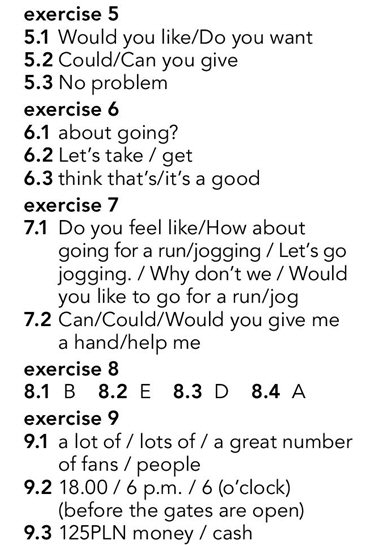 exercise 5
5.1 Would you like/Do you want
5.2 Could/Can you give
5.3 No problem
exercise 6
6.1 about going?
6.2 Let's take / get
6.3 think that's/it's a good
exercise 7
7.1 Do you feel like/How about
going for a run/jogging / Let's go
jogging. / Why don't we / Would
you like to go for a run/jog
7.2 Can/Could/Would you give me
a hand/help me
exercise 8
8.1 B 8.2 E 8.3 D 8.4 A
exercise 9
9.1 a lot of / lots of / a great number
of fans / people
9.2 18.00 / 6 p.m. / 6 (o'clock)
(before the gates are open)
9.3 125PLN money / cash